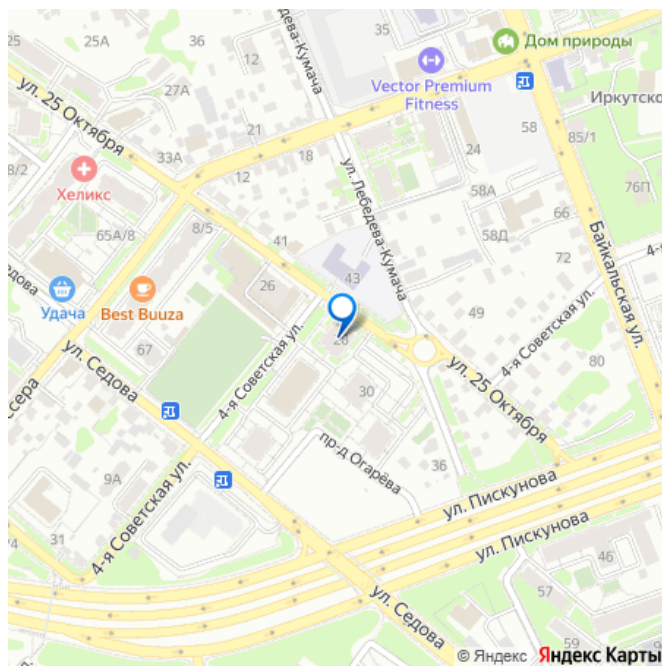 25А
36
12
35
Дом природы
Vector Premium
Fitness
ул. Лебедева-Кумача
ул. 25 Октября
27А
21
24
58
Иркутско
85/1
8/2
33А
18
12
58А
76П
Хеликс
65А/8
8/5
41
66
58Д
Байкальская ул.
72
4-я
едова
26
43
Удача
Best Buuza
49
4-я Советская ул.
67
80
сера
ул. Седова
4-я Советская ул.
30
ул. 25 Октября
пр-д Огарёва
9А
36
ул. Пискунова
4-я Советская ул.
31
ул. Пискунова
46
57
ул. Седова
59
© Яндекс Яндекс Карты